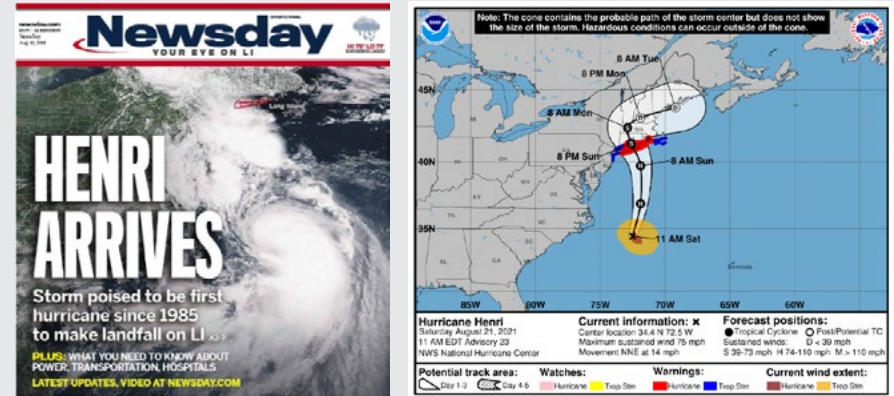 Newsday
YOUR EYE ON LI
HI 75° LO 71°
Long Island
HENRI
ARRIVES
Storm poised to be first
hurricane since 1985
to make landfall on LI
PLUS: WHAT YOU NEED TO KNOW ABOUT
POWER, TRANSPORTATION, HOSPITALS
LATEST UPDATES, VIDEO AT NEWSDAY.COM
Note: The cone contains the probable path of the storm center but does not show
the size of the storm. Hazardous conditions can occur outside of the cone.
8 AM Tue
8 PM Mon
45N
8 AM Mon
40N
8 PM Sun
8 AM Sun
35N
11 AM Sat
Bermuda
85W 80W 75W 70W 65W 60W
Hurricane Henri
Saturday August 21, 2021
11 AM EDT Advisory 23
NWS National Hurricane Center
Current information: x
Center location 34.4 N 72.5 W
Maximum sustained wind 75 mph
Movement NNE at 14 mph
Forecast positions:
Tropical Cyclone Post/Potential TC
Sustained winds: D < 39 mph
S 39-73 mph H 74-110 mph M > 110 mph
Potential track area:
Day 1-3 Day 4-5
Watches:
Hurricane Trop Stm
Warnings:
Hurricane Trop Stm
Current wind extent:
Hurricane Trop Stm